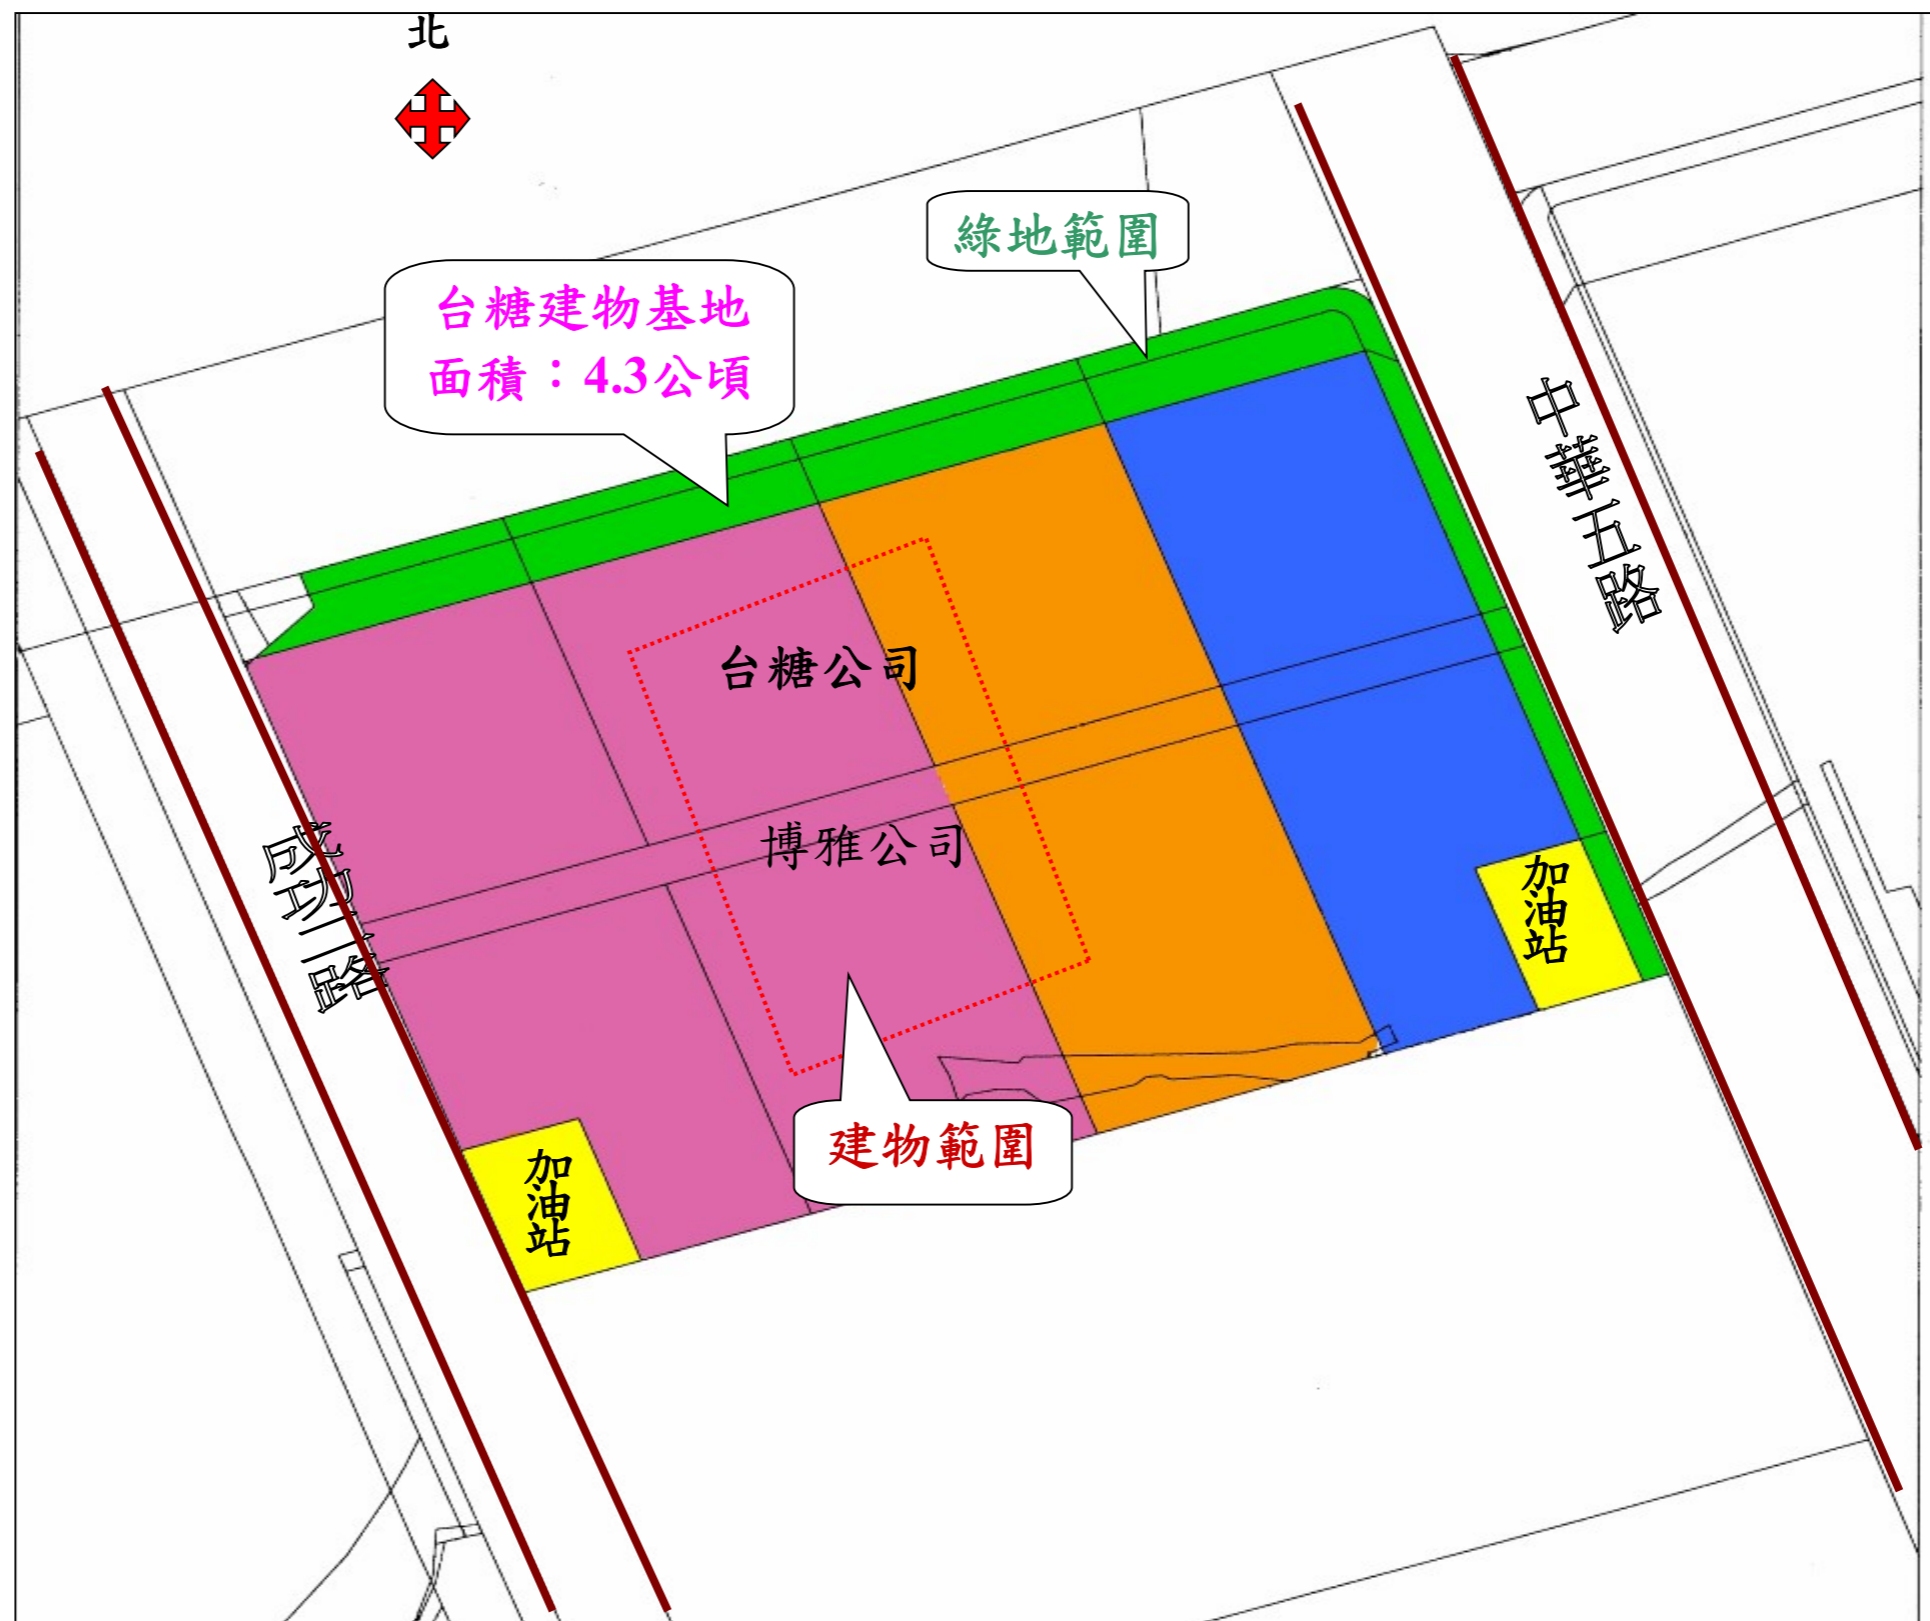 北
綠地範圍
台糖建物基地
面積：4.3公頃
中華五路
台糖公司
博雅公司
成功二路
加油站
建物範圍
加油站